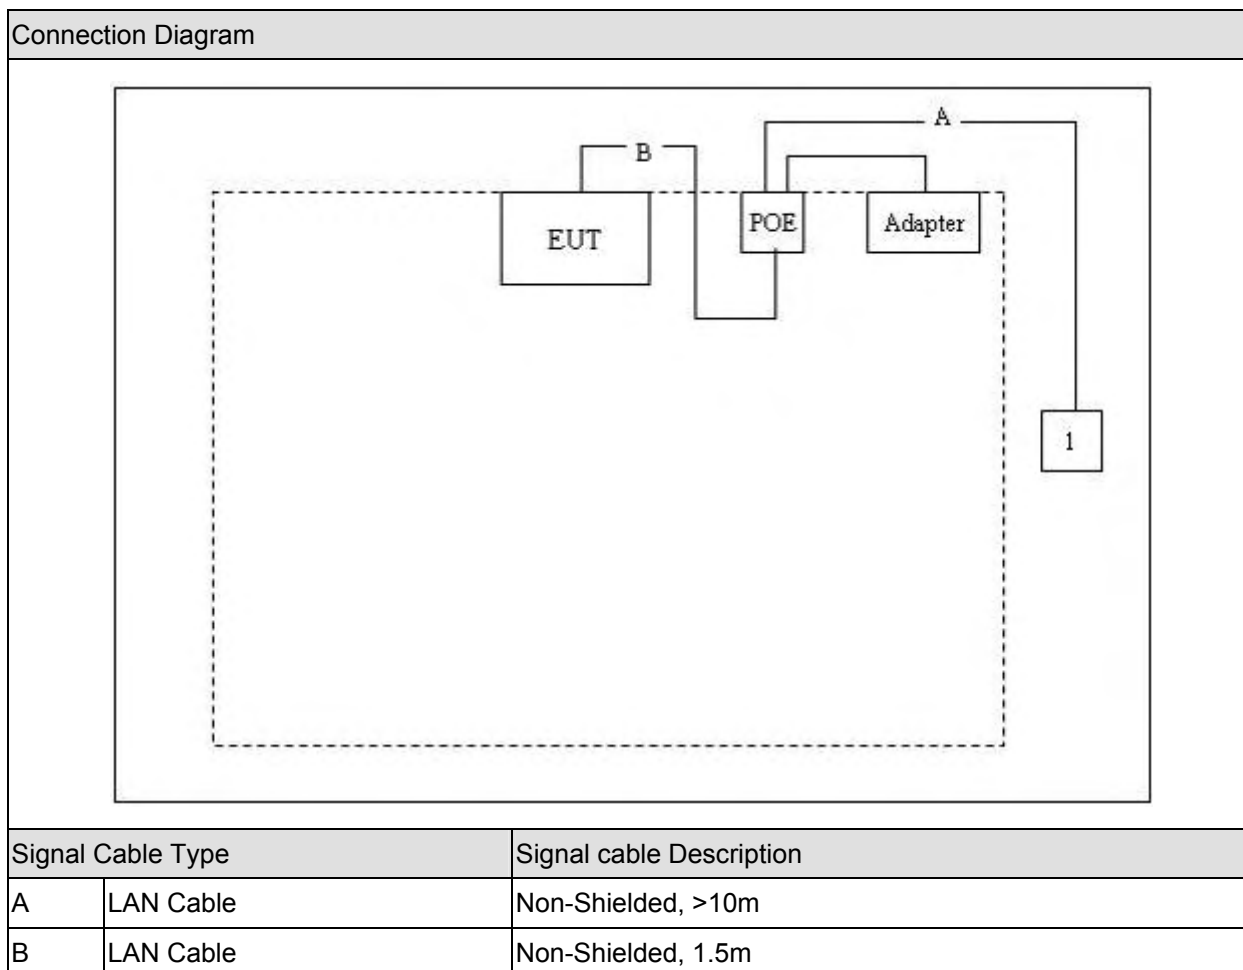 Connection Diagram
A
B
EUT
POE
Adapter
1
Signal Cable Type Signal cable Description
A LAN Cable Non-Shielded, >10m
B LAN Cable Non-Shielded, 1.5m